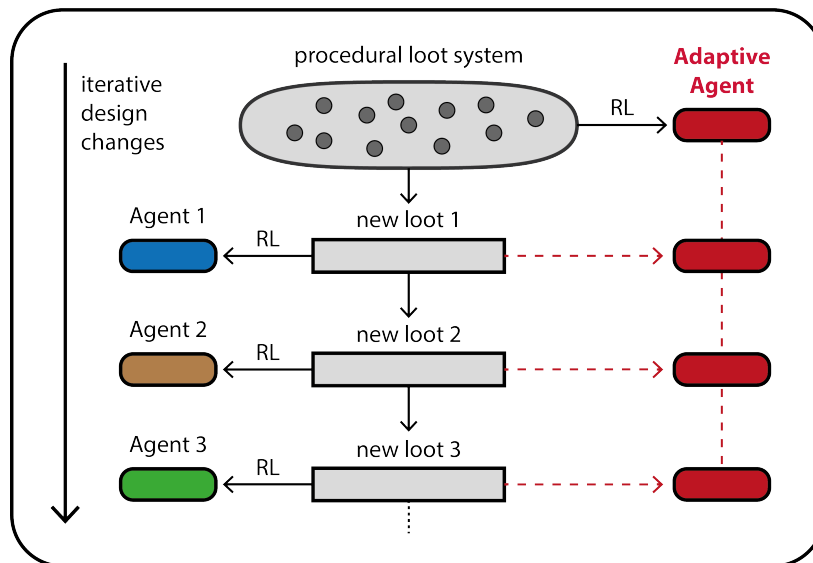 procedural loot system
Adaptive
Agent
iterative
design
changes
RL
Agent 1
new loot 1
RL
Agent 2
new loot 2
RL
Agent 3
new loot 3
RL